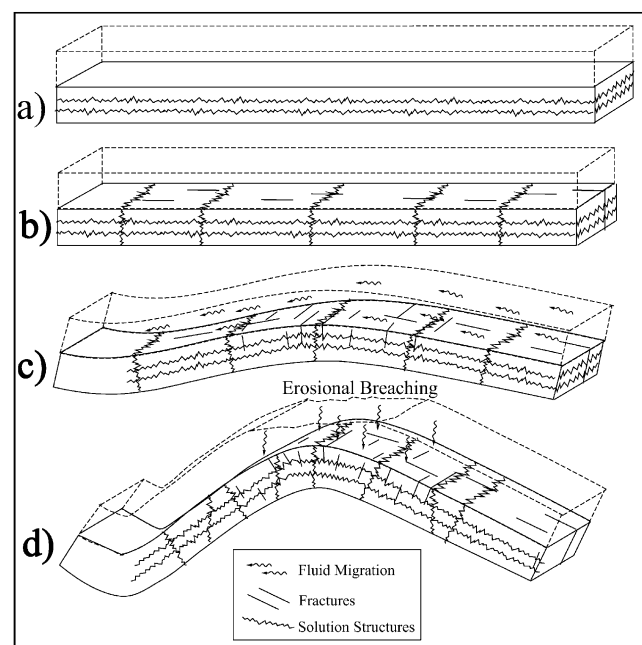 a)
b)
c)
Erosional Breaching
d)
Fluid Migration
Fractures
Solution Structures